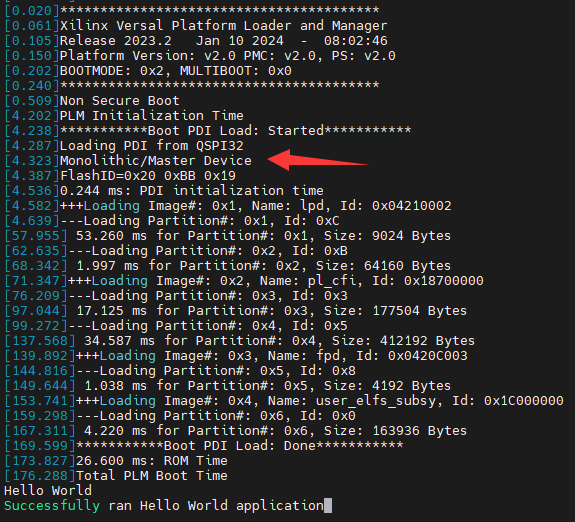 [0.020]****************************************
[0.061]Xilinx Versal Platform Loader and Manager
[0.105]Release 2023.2   Jan 10 2024  -  08:02:46
[0.150]Platform Version: v2.0 PMC: v2.0, PS: v2.0
[0.202]BOOTMODE: 0x2, MULTIBOOT: 0x0
[0.240]****************************************
[0.509]Non Secure Boot
[4.202]PLM Initialization Time
[4.238]***********Boot PDI Load: Started***********
[4.287]Loading PDI from QSPI32
[4.323]Monolithic/Master Device
[4.387]FlashID=0x20 0xBB 0x19
[4.536]0.244 ms: PDI initialization time
[4.582]+++Loading Image#: 0x1, Name: lpd, Id: 0x04210002
[4.639]---Loading Partition#: 0x1, Id: 0xC
[57.955] 53.260 ms for Partition#: 0x1, Size: 9024 Bytes
[62.635]---Loading Partition#: 0x2, Id: 0xB
[68.342] 1.997 ms for Partition#: 0x2, Size: 64160 Bytes
[71.347]+++Loading Image#: 0x2, Name: pl_cfi, Id: 0x18700000
[76.209]---Loading Partition#: 0x3, Id: 0x3
[97.044] 17.125 ms for Partition#: 0x3, Size: 177504 Bytes
[99.272]---Loading Partition#: 0x4, Id: 0x5
[137.568] 34.587 ms for Partition#: 0x4, Size: 412192 Bytes
[139.892]+++Loading Image#: 0x3, Name: fpd, Id: 0x0420C003
[144.816]---Loading Partition#: 0x5, Id: 0x8
[149.644] 1.038 ms for Partition#: 0x5, Size: 4192 Bytes
[153.741]+++Loading Image#: 0x4, Name: user_elfs_subsy, Id: 0x1C000000
[159.298]---Loading Partition#: 0x6, Id: 0x0
[167.311] 4.220 ms for Partition#: 0x6, Size: 163936 Bytes
[169.599]***********Boot PDI Load: Done***********
[173.827]26.600 ms: ROM Time
[176.288]Total PLM Boot Time
Hello World
Successfully ran Hello World application